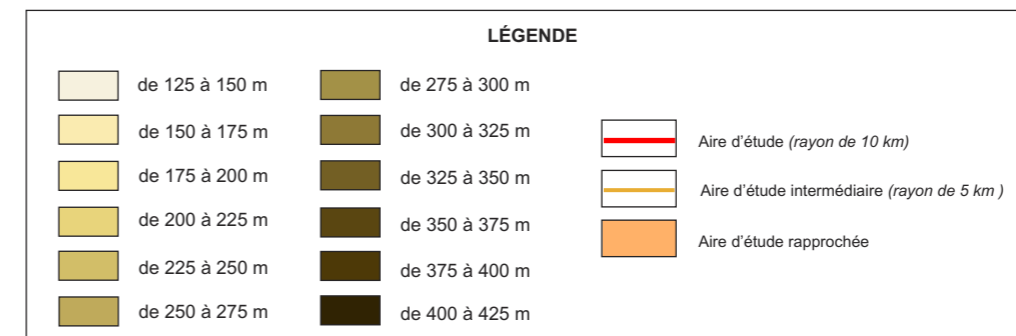 LÉGENDE
de 125 à 150 m
de 150 à 175 m
de 175 à 200 m
de 200 à 225 m
de 225 à 250 m
de 250 à 275 m
de 275 à 300 m
de 300 à 325 m
de 325 à 350 m
de 350 à 375 m
de 375 à 400 m
de 400 à 425 m
Aire d'étude (rayon de 10 km)
Aire d'étude intermédiaire (rayon de 5 km )
Aire d'étude rapprochée